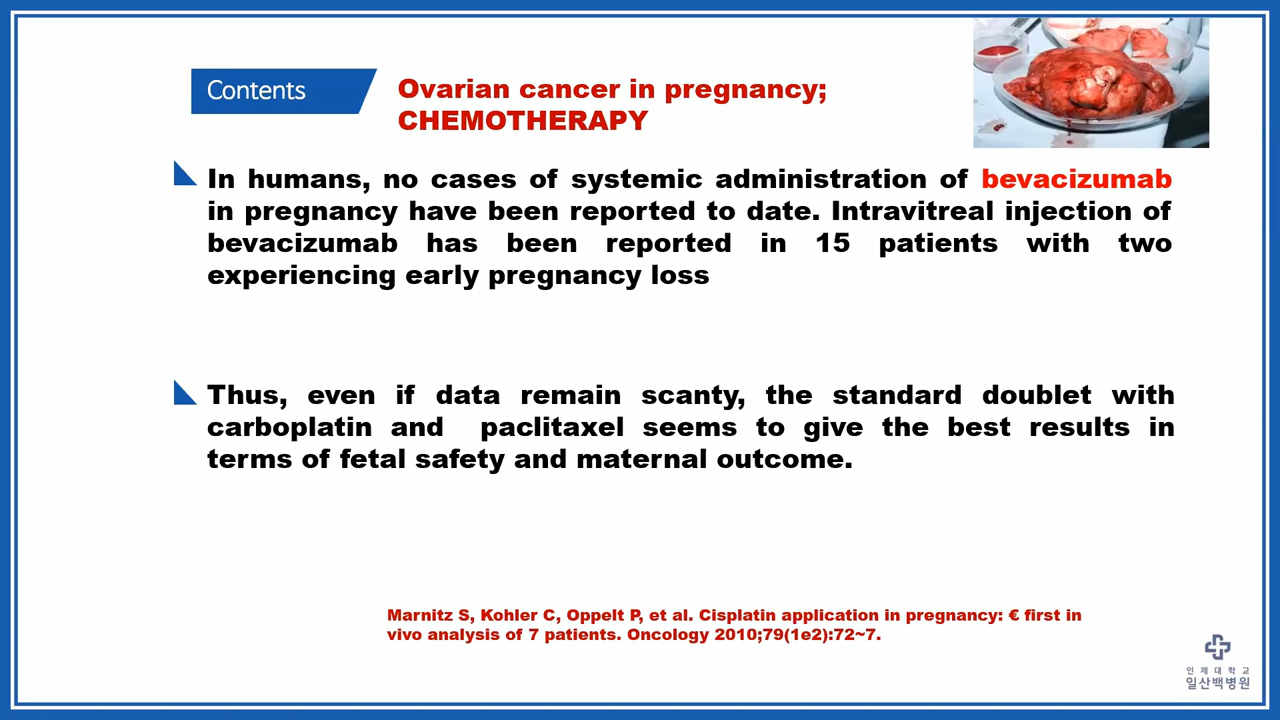 Contents
Ovarian cancer in pregnancy;
CHEMOTHERAPY
In humans, no cases of systemic administration of bevacizumab
in pregnancy have been reported to date. Intravitreal injection of
bevacizumab has been reported in 15 patients with two
experiencing early pregnancy loss
Thus, even if data remain scanty, the standard doublet with
carboplatin and paclitaxel seems to give the best results in
terms of fetal safety and maternal outcome.
Marnitz S, Kohler C, Oppelt P, et al. Cisplatin application in pregnancy: € first in
vivo analysis of 7 patients. Oncology 2010;79(1e2):72~7.
인 제 대 학 교
일산백병원